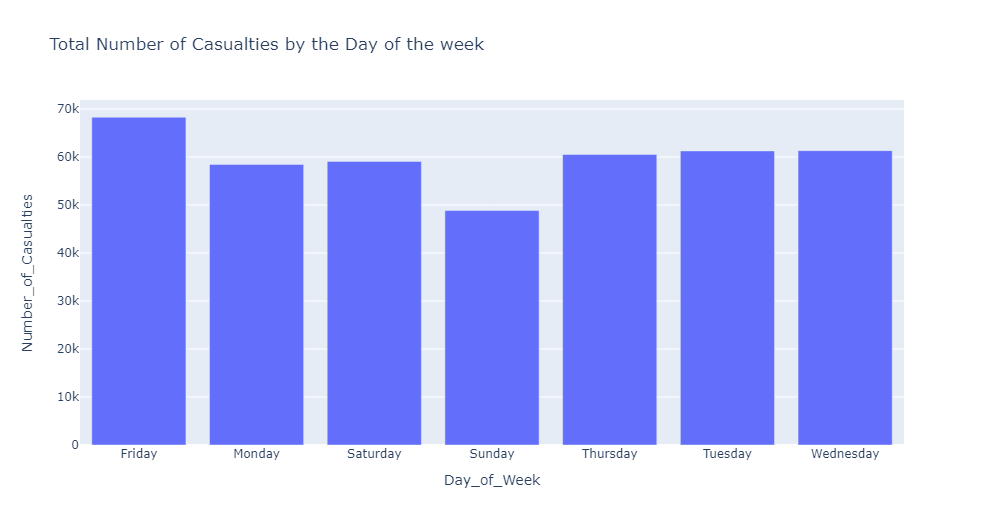 Total Number of Casualties by the Day of the week
Number_of_Casualties
70k
60k
50k
40k
30k
20k
10k
0
Friday Monday Saturday Sunday Thursday Tuesday Wednesday
Day_of_Week